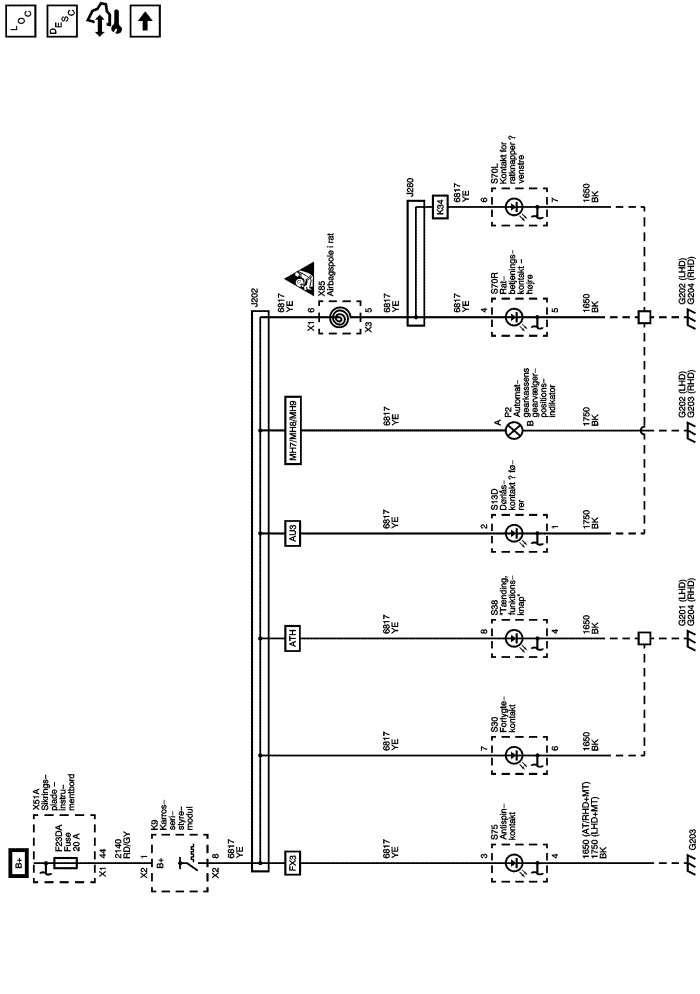 LOC
DESC
B+
X51A
Sikrings–
plade –
instru–
mentbord
F23DA
Fuse
20 A
X1
44
2140
RD/GY
X2
1
K9
Karros–
seri–
styre–
modul
B+
X2
8
6817
YE
J202
FX3
6817
YE
3
S75
Antispin–
kontakt
4
1650 (AT/RHD+MT)
1750 (LHD+MT)
BK
G203
6817
YE
7
S30
Forlygte–
kontakt
6
1650
BK
ATH
6817
YE
8
S38
"Tænding,
funktions–
knap"
4
1650
BK
G201 (LHD)
G204 (RHD)
AU3
6817
YE
2
S13D
Dørlås–
kontakt ? fø–
rer
1
1750
BK
MH7/MH8/MH9
6817
YE
A
P2
Automat–
gearkassens
gearvælger–
positions–
indikator
B
1750
BK
G202 (LHD)
G203 (RHD)
6817
YE
X1
6
X85
Airbagspole i rat
X3
5
6817
YE
J280
6817
YE
4
S70R
Rat–
betjenings–
kontakt –
højre
5
1650
BK
G202 (LHD)
G204 (RHD)
K34
6817
YE
6
S70L
Kontakt for
ratknapper ?
venstre
7
1650
BK